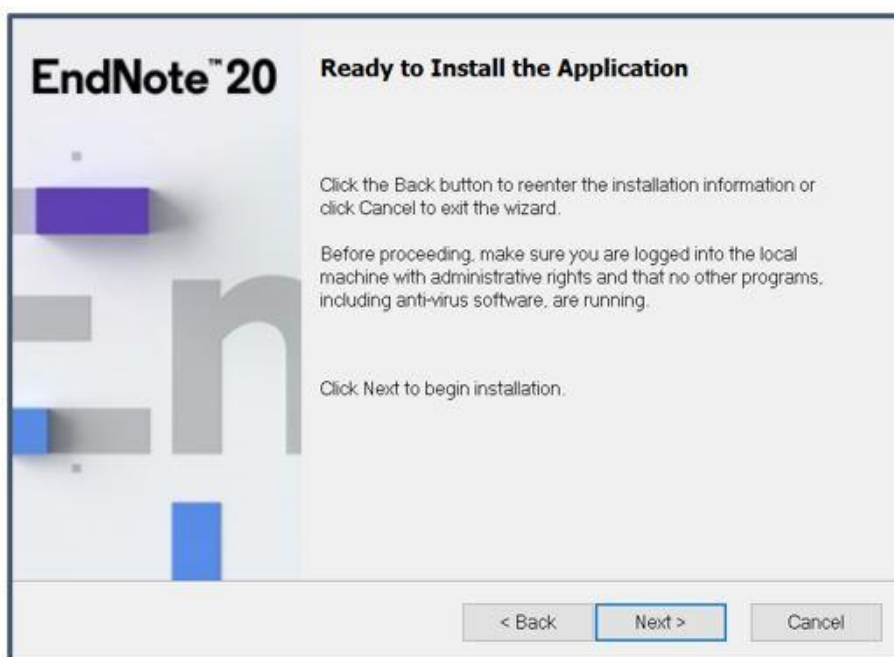 EndNote™20
Ready to Install the Application
Click the Back button to reenter the installation information or
click Cancel to exit the wizard.
Before proceeding, make sure you are logged into the local
machine with administrative rights and that no other programs,
including anti-virus software, are running.
Click Next to begin installation.
En
< Back
Next >
Cancel